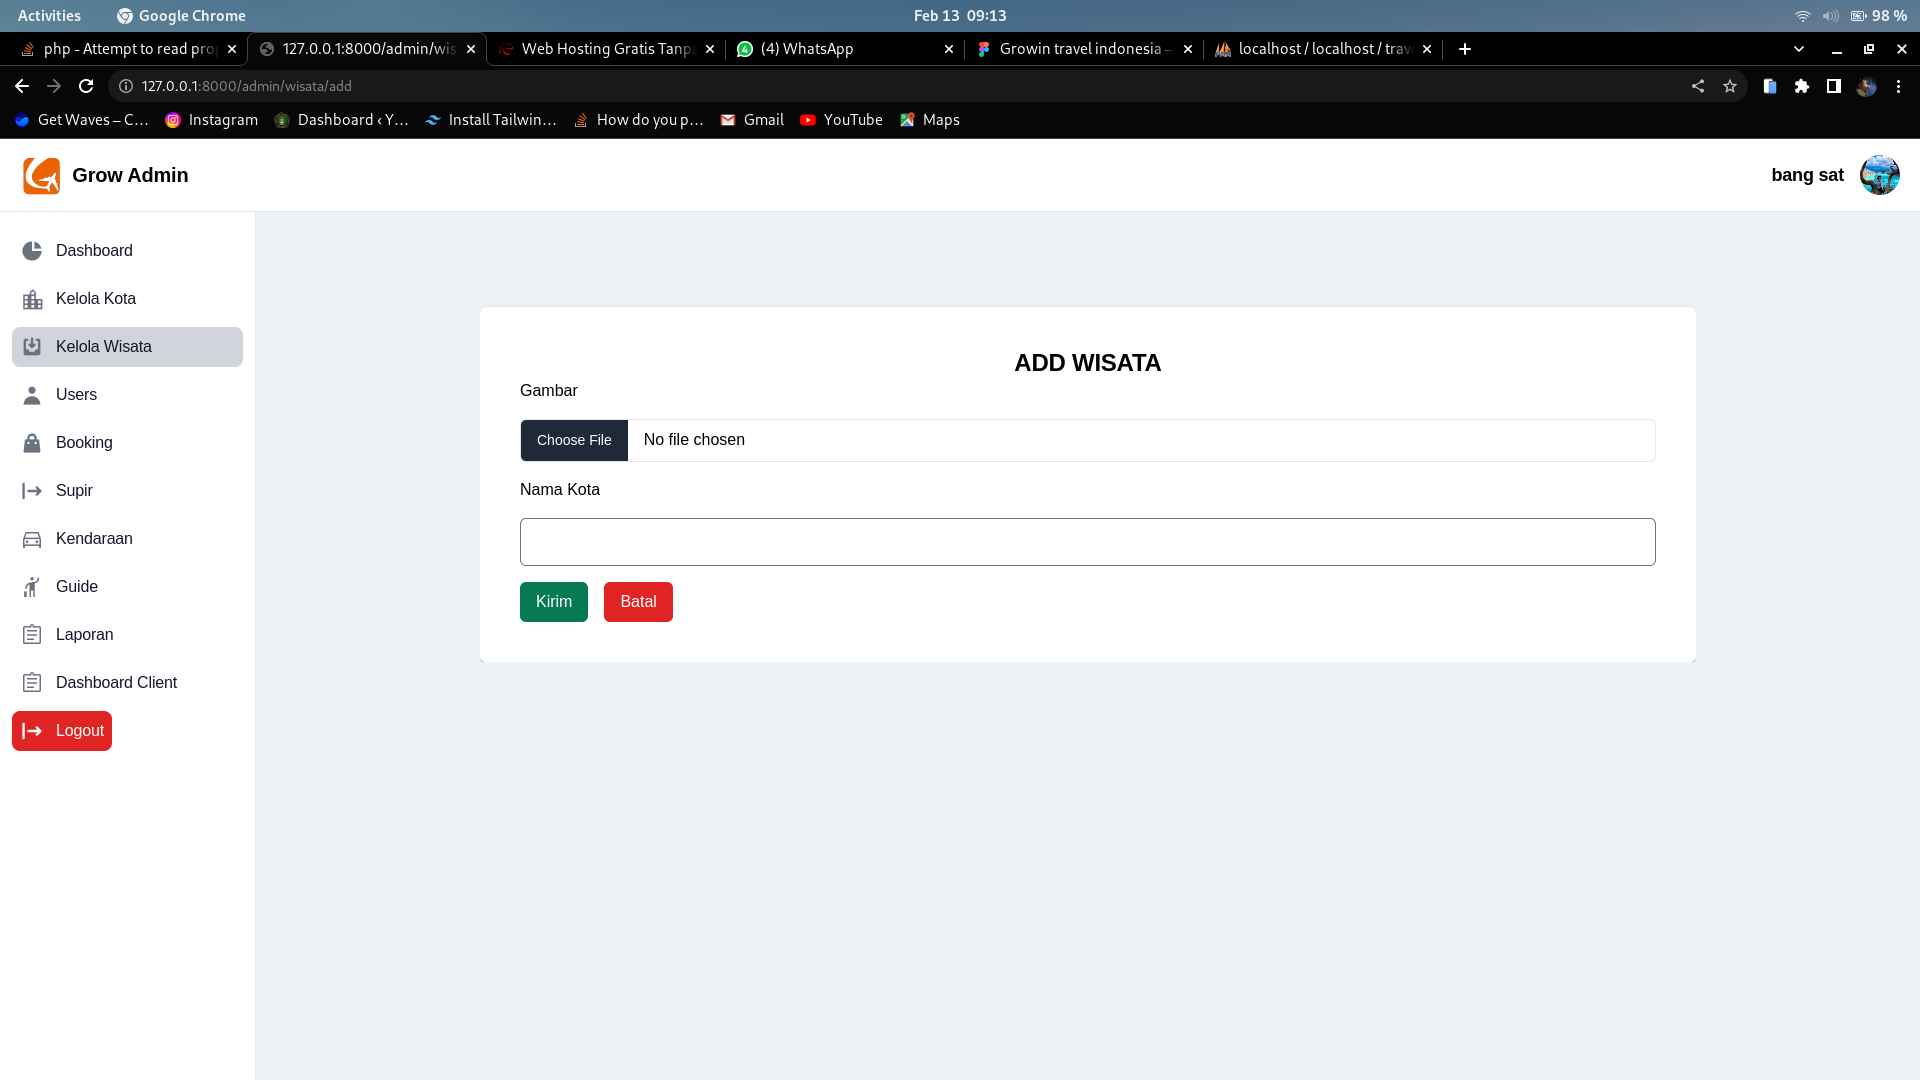 Activities Google Chrome Feb 13 09:13 98 %
php - Attempt to read prop 127.0.0.1:8000/admin/wis Web Hosting Gratis Tanpa (4) WhatsApp Growin travel indonesia – localhost / localhost / trav
127.0.0.1:8000/admin/wisata/add
Get Waves – C... Instagram Dashboard ‹ Y... Install Tailwin... How do you p... Gmail YouTube Maps
Grow Admin bang sat
Dashboard
Kelola Kota
Kelola Wisata
Users
Booking
Supir
Kendaraan
Guide
Laporan
Dashboard Client
Logout
ADD WISATA
Gambar
Choose File No file chosen
Nama Kota
Kirim Batal